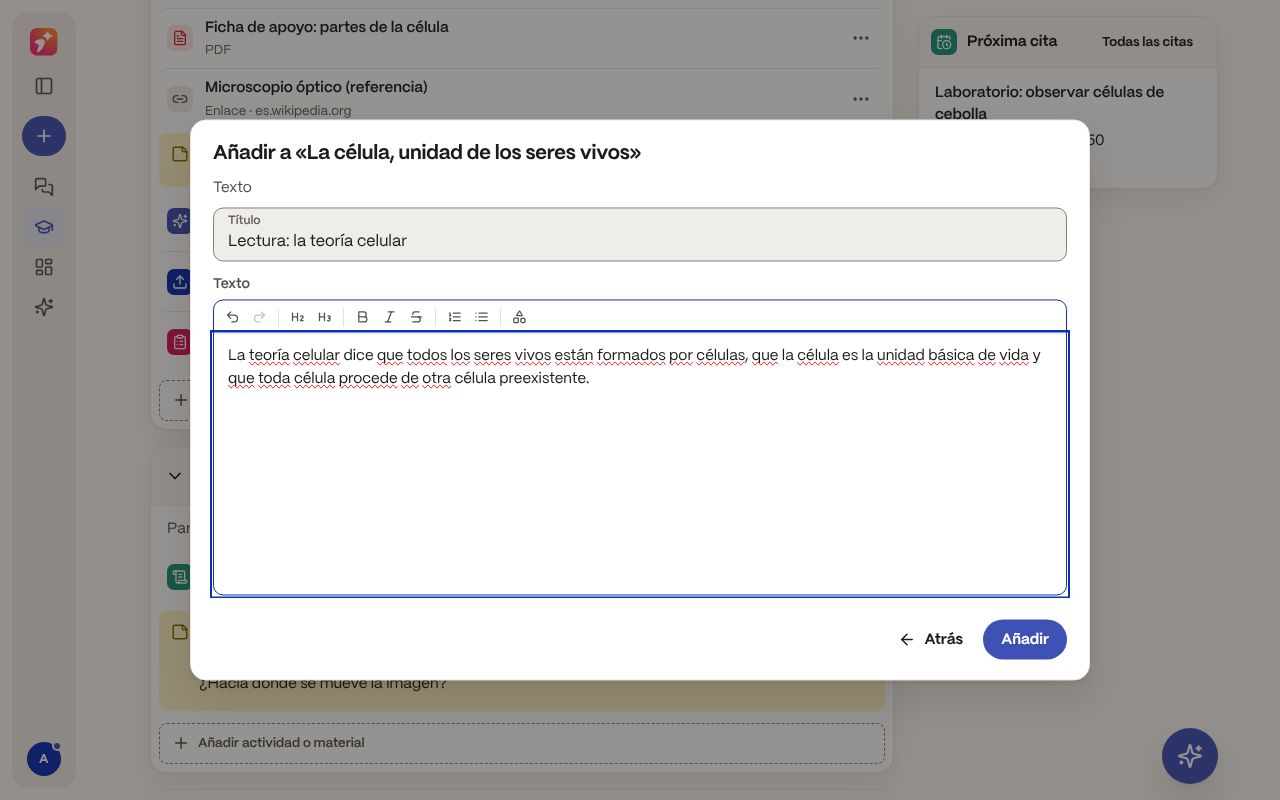 Ficha de apoyo: partes de la célula
PDF
Microscopio óptico (referencia)
Enlace · es.wikipedia.org
Próxima cita
Todas las citas
Laboratorio: observar células de
cebolla
50
Añadir a «La célula, unidad de los seres vivos»
Texto
Título
Lectura: la teoría celular
Texto
H2 H3 B I S
La teoría celular dice que todos los seres vivos están formados por células, que la célula es la unidad básica de vida y
que toda célula procede de otra célula preexistente.
Atrás
Añadir
Par
¿Hacia dónde se mueve la imagen?
Añadir actividad o material
A